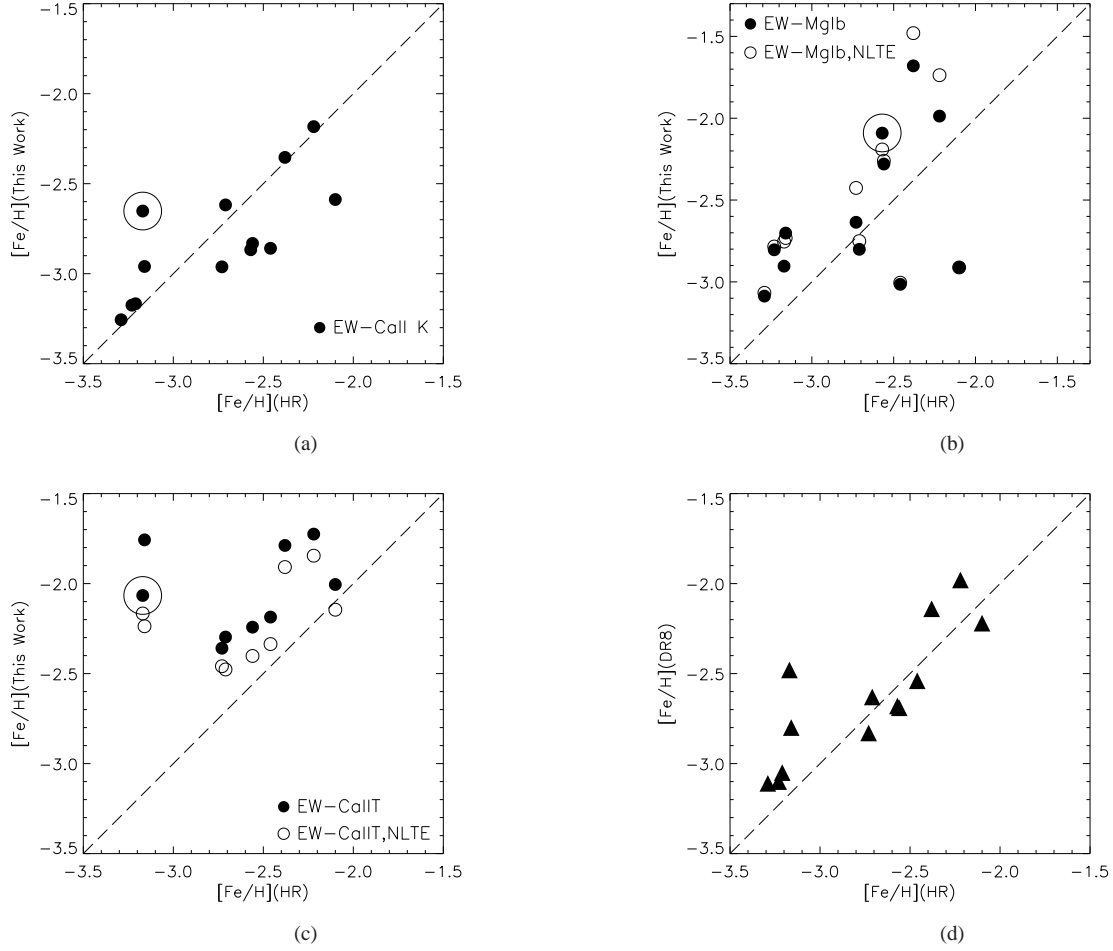 −1.5
−2.0
−2.5
−3.0
−3.5
[Fe/H](This Work)
EW−CaII K
−3.5 −3.0 −2.5 −2.0 −1.5
[Fe/H](HR)
(a)
−1.5
−2.0
−2.5
−3.0
−3.5
[Fe/H](This Work)
EW−MgIb
EW−MgIb,NLTE
−3.5 −3.0 −2.5 −2.0 −1.5
[Fe/H](HR)
(b)
−1.5
−2.0
−2.5
−3.0
−3.5
[Fe/H](This Work)
EW−CaIIT
EW−CaIIT,NLTE
−3.5 −3.0 −2.5 −2.0 −1.5
[Fe/H](HR)
(c)
−1.5
−2.0
−2.5
−3.0
−3.5
[Fe/H](DR8)
−3.5 −3.0 −2.5 −2.0 −1.5
[Fe/H](HR)
(d)